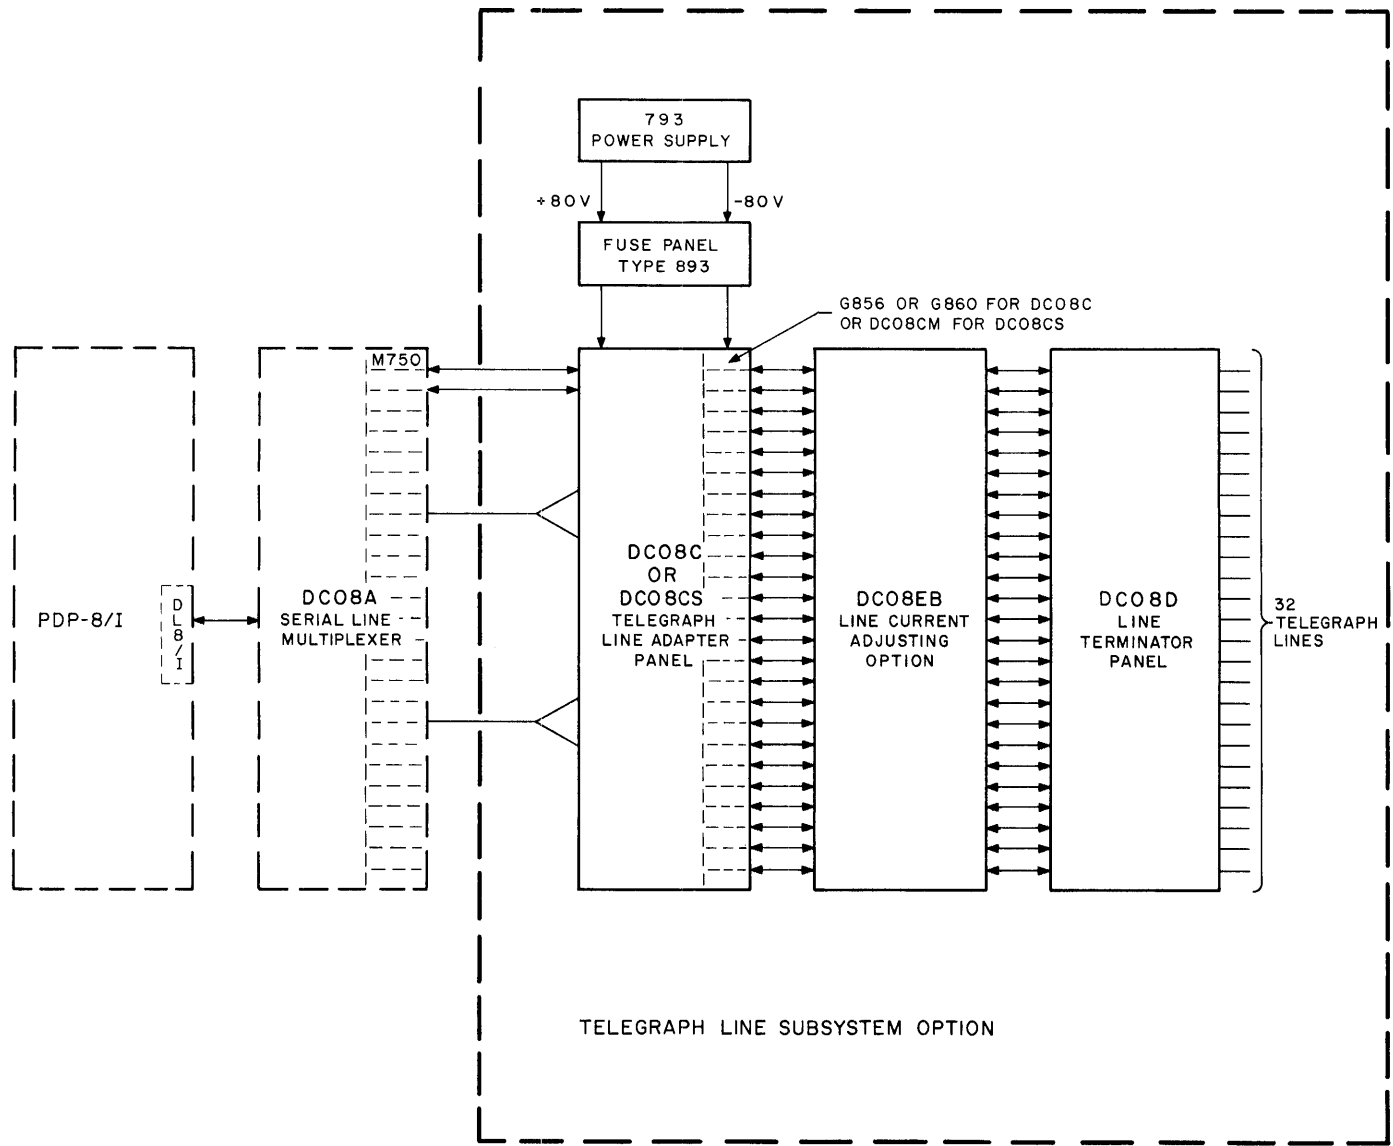 793
POWER SUPPLY
+80V
-80V
FUSE PANEL
TYPE 893
G856 OR G860 FOR DC08C
OR DC08CM FOR DC08CS
M750
PDP-8/I
DL8/I
DC08A
SERIAL LINE
MULTIPLEXER
DC08C
OR
DC08CS
TELEGRAPH
LINE ADAPTER
PANEL
DC08EB
LINE CURRENT
ADJUSTING
OPTION
DC08D
LINE
TERMINATOR
PANEL
32
TELEGRAPH
LINES
TELEGRAPH LINE SUBSYSTEM OPTION